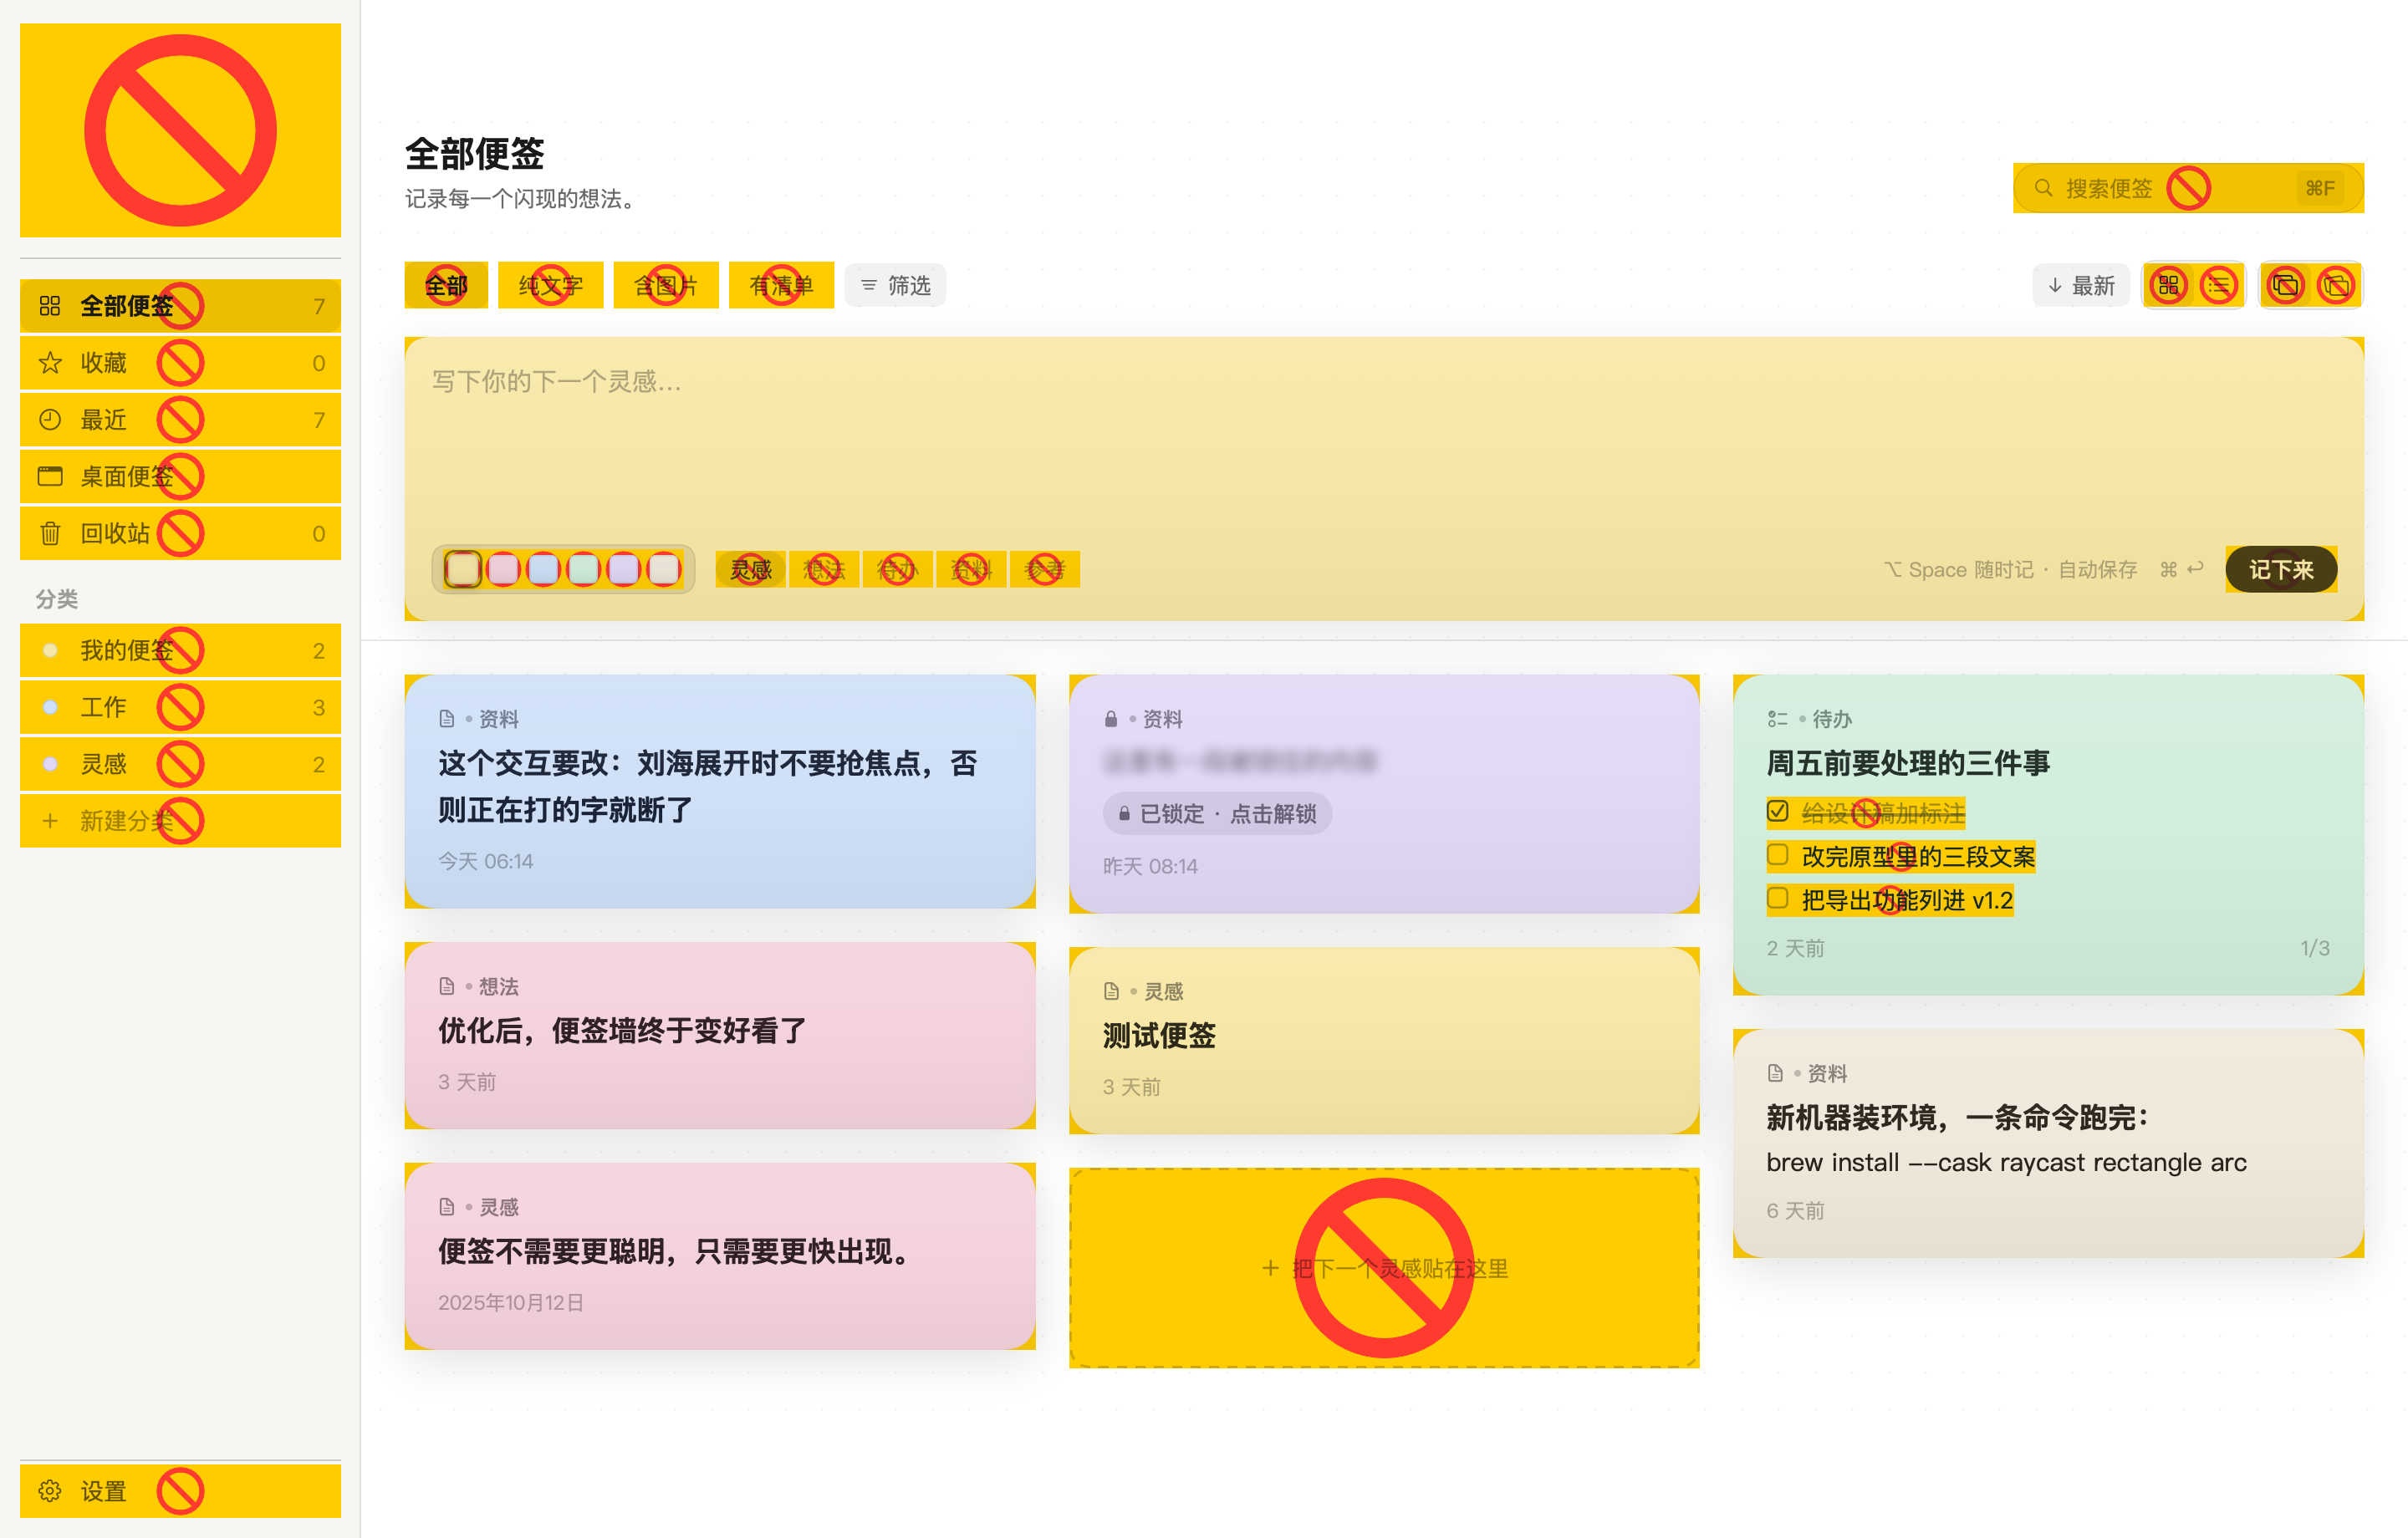 全部便签 7
收藏 0
最近 7
桌面便签
回收站 0
分类
我的便签 2
工作 3
灵感 2
+ 新建分类
设置
全部便签
记录每一个闪现的想法。
搜索便签 ⌘F
全部 纯文字 含图片 有清单 筛选
↓ 最新
写下你的下一个灵感...
灵感 想法 待办 资料 参考
⌥ Space 随时记 · 自动保存 ⌘ ↩ 记下来
资料
这个交互要改：刘海展开时不要抢焦点，否
则正在打的字就断了
今天 06:14
想法
优化后，便签墙终于变好看了
3 天前
灵感
便签不需要更聪明，只需要更快出现。
2025年10月12日
资料
已锁定 · 点击解锁
昨天 08:14
灵感
测试便签
3 天前
+ 把下一个灵感贴在这里
待办
周五前要处理的三件事
给设计稿加标注
改完原型里的三段文案
把导出功能列进 v1.2
2 天前 1/3
资料
新机器装环境，一条命令跑完：
brew install --cask raycast rectangle arc
6 天前